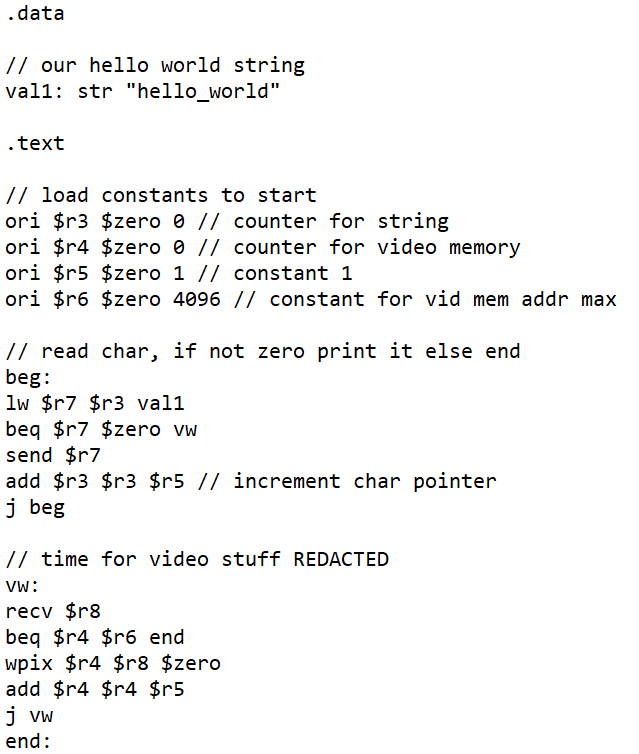 .data
// our hello world string
val1: str "hello_world"
.text
// load constants to start
ori $r3 $zero 0 // counter for string
ori $r4 $zero 0 // counter for video memory
ori $r5 $zero 1 // constant 1
ori $r6 $zero 4096 // constant for vid mem addr max
// read char, if not zero print it else end
beg:
lw $r7 $r3 val1
beq $r7 $zero vw
send $r7
add $r3 $r3 $r5 // increment char pointer
j beg
// time for video stuff REDACTED
vw:
recv $r8
beq $r4 $r6 end
wpix $r4 $r8 $zero
add $r4 $r4 $r5
j vw
end: